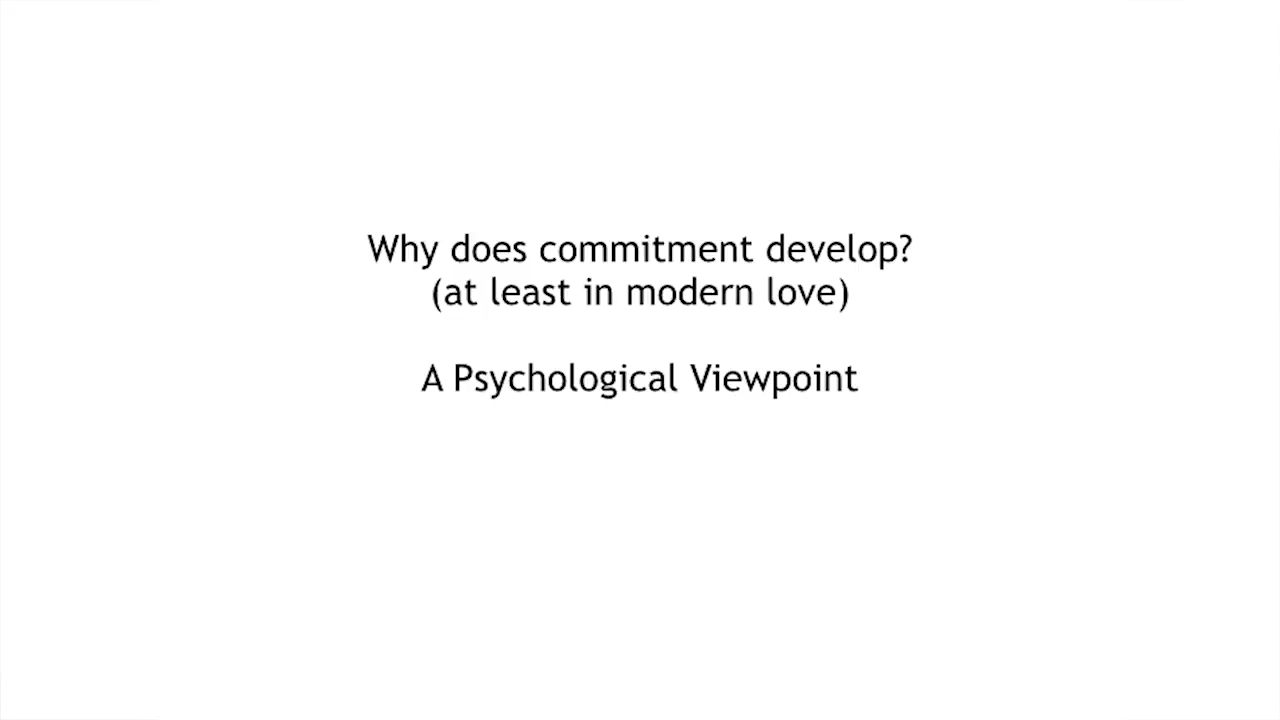 Why does commitment develop?
(at least in modern love)
A Psychological Viewpoint